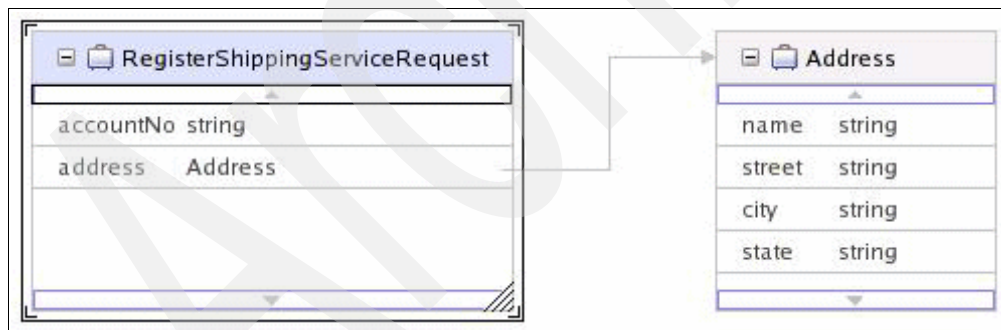 RegisterShippingServiceRequest
accountNo string
address Address
Address
name string
street string
city string
state string